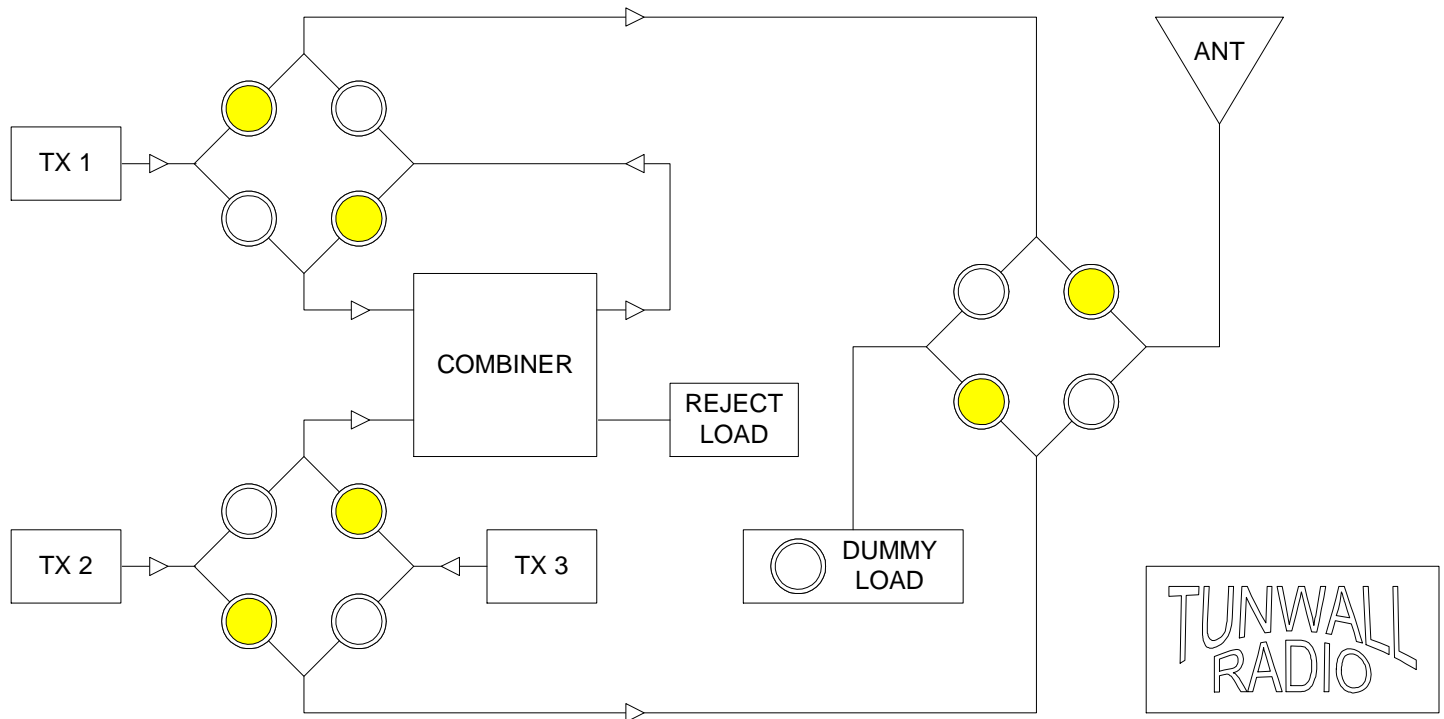 ANT
TX 1
COMBINER
REJECT
LOAD
TX 2
TX 3
DUMMY
LOAD
TUNWALL
RADIO